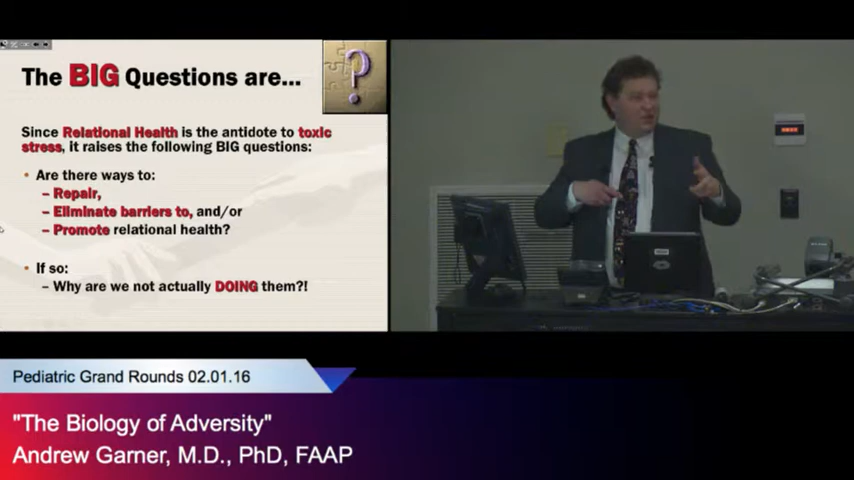 The BIG Questions are...
Since Relational Health is the antidote to toxic
stress, it raises the following BIG questions:
• Are there ways to:
– Repair,
– Eliminate barriers to, and/or
– Promote relational health?
• If so:
– Why are we not actually DOING them?!
Pediatric Grand Rounds 02.01.16
"The Biology of Adversity"
Andrew Garner, M.D., PhD, FAAP